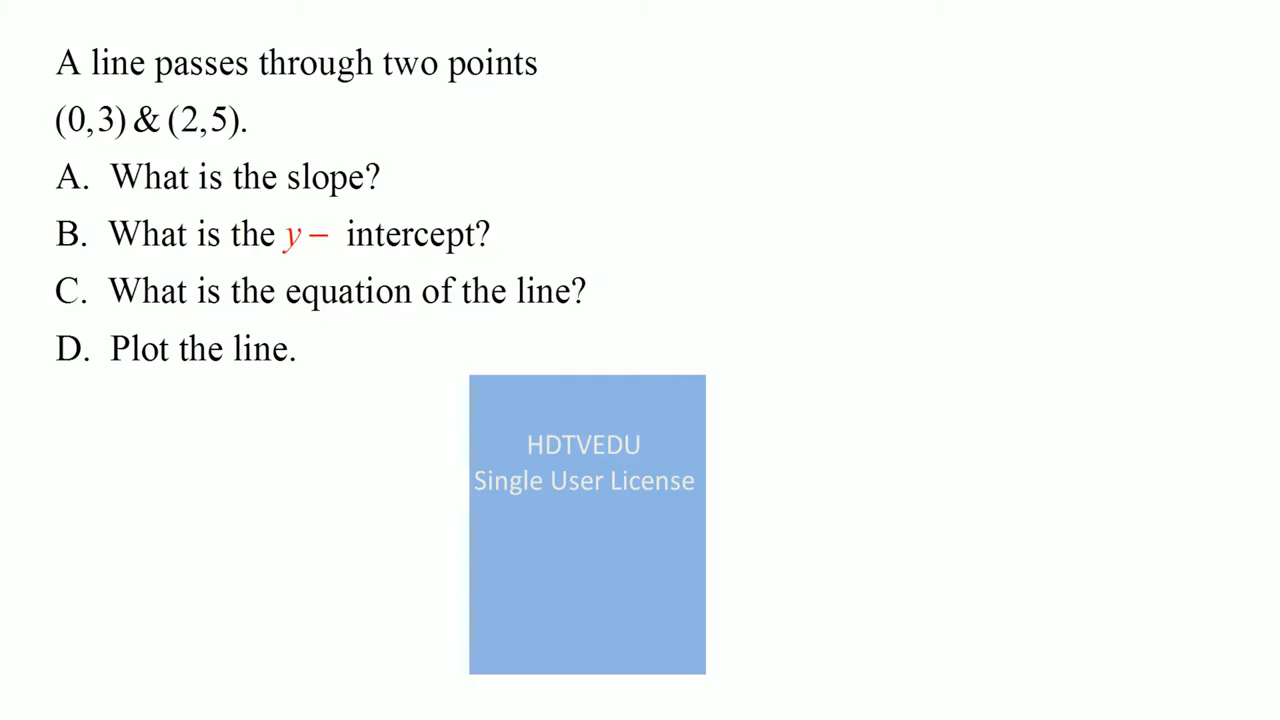 A line passes through two points
(0,3) & (2,5).
A. What is the slope?
B. What is the y − intercept?
C. What is the equation of the line?
D. Plot the line.
HDTVEDU
Single User License